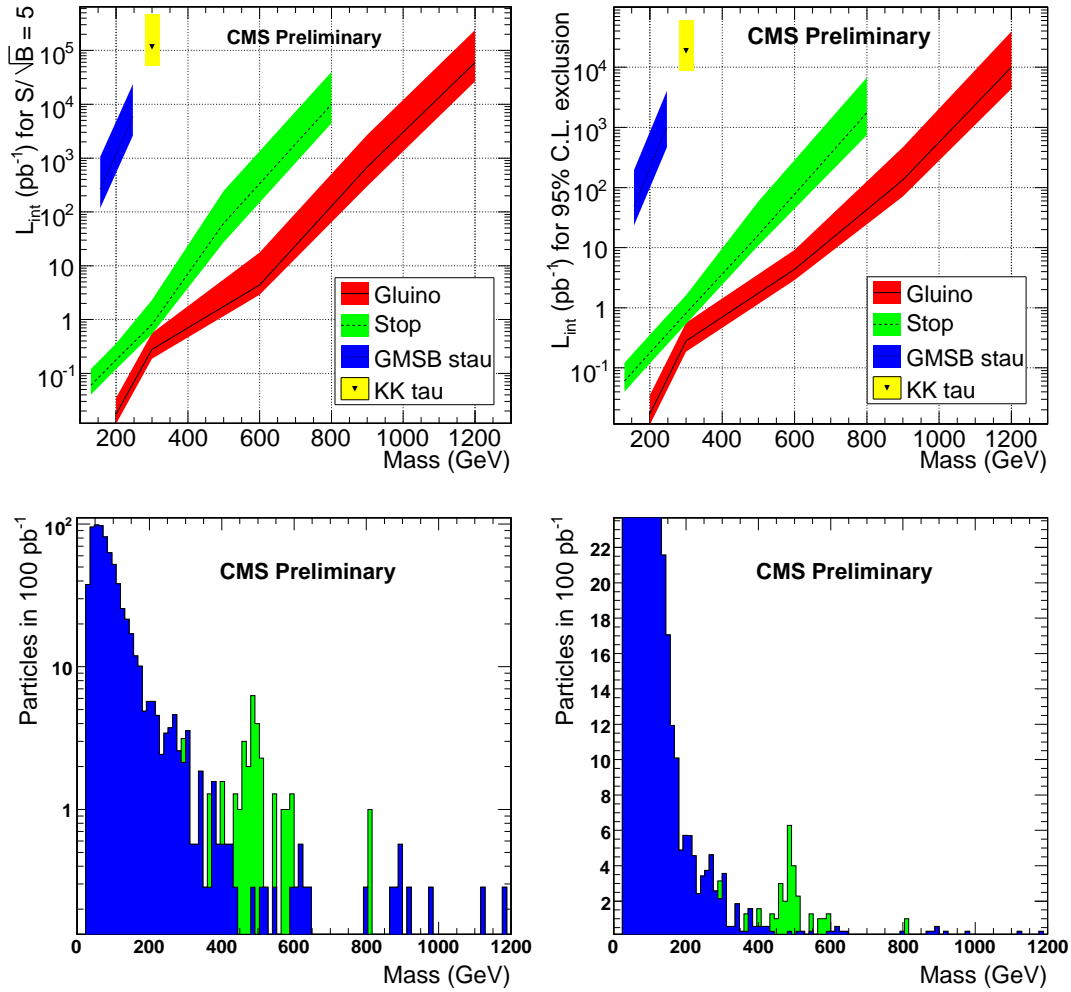 L_int (pb^-1) for S/√B = 5
CMS Preliminary
10^5
10^4
10^3
10^2
10
1
10^-1
Gluino
Stop
GMSB stau
KK tau
200 400 600 800 1000 1200
Mass (GeV)
L_int (pb^-1) for 95% C.L. exclusion
CMS Preliminary
10^4
10^3
10^2
10
1
10^-1
Gluino
Stop
GMSB stau
KK tau
200 400 600 800 1000 1200
Mass (GeV)
Particles in 100 pb^-1
CMS Preliminary
10^2
10
1
0 200 400 600 800 1000 1200
Mass (GeV)
Particles in 100 pb^-1
CMS Preliminary
22
20
18
16
14
12
10
8
6
4
2
0 200 400 600 800 1000 1200
Mass (GeV)